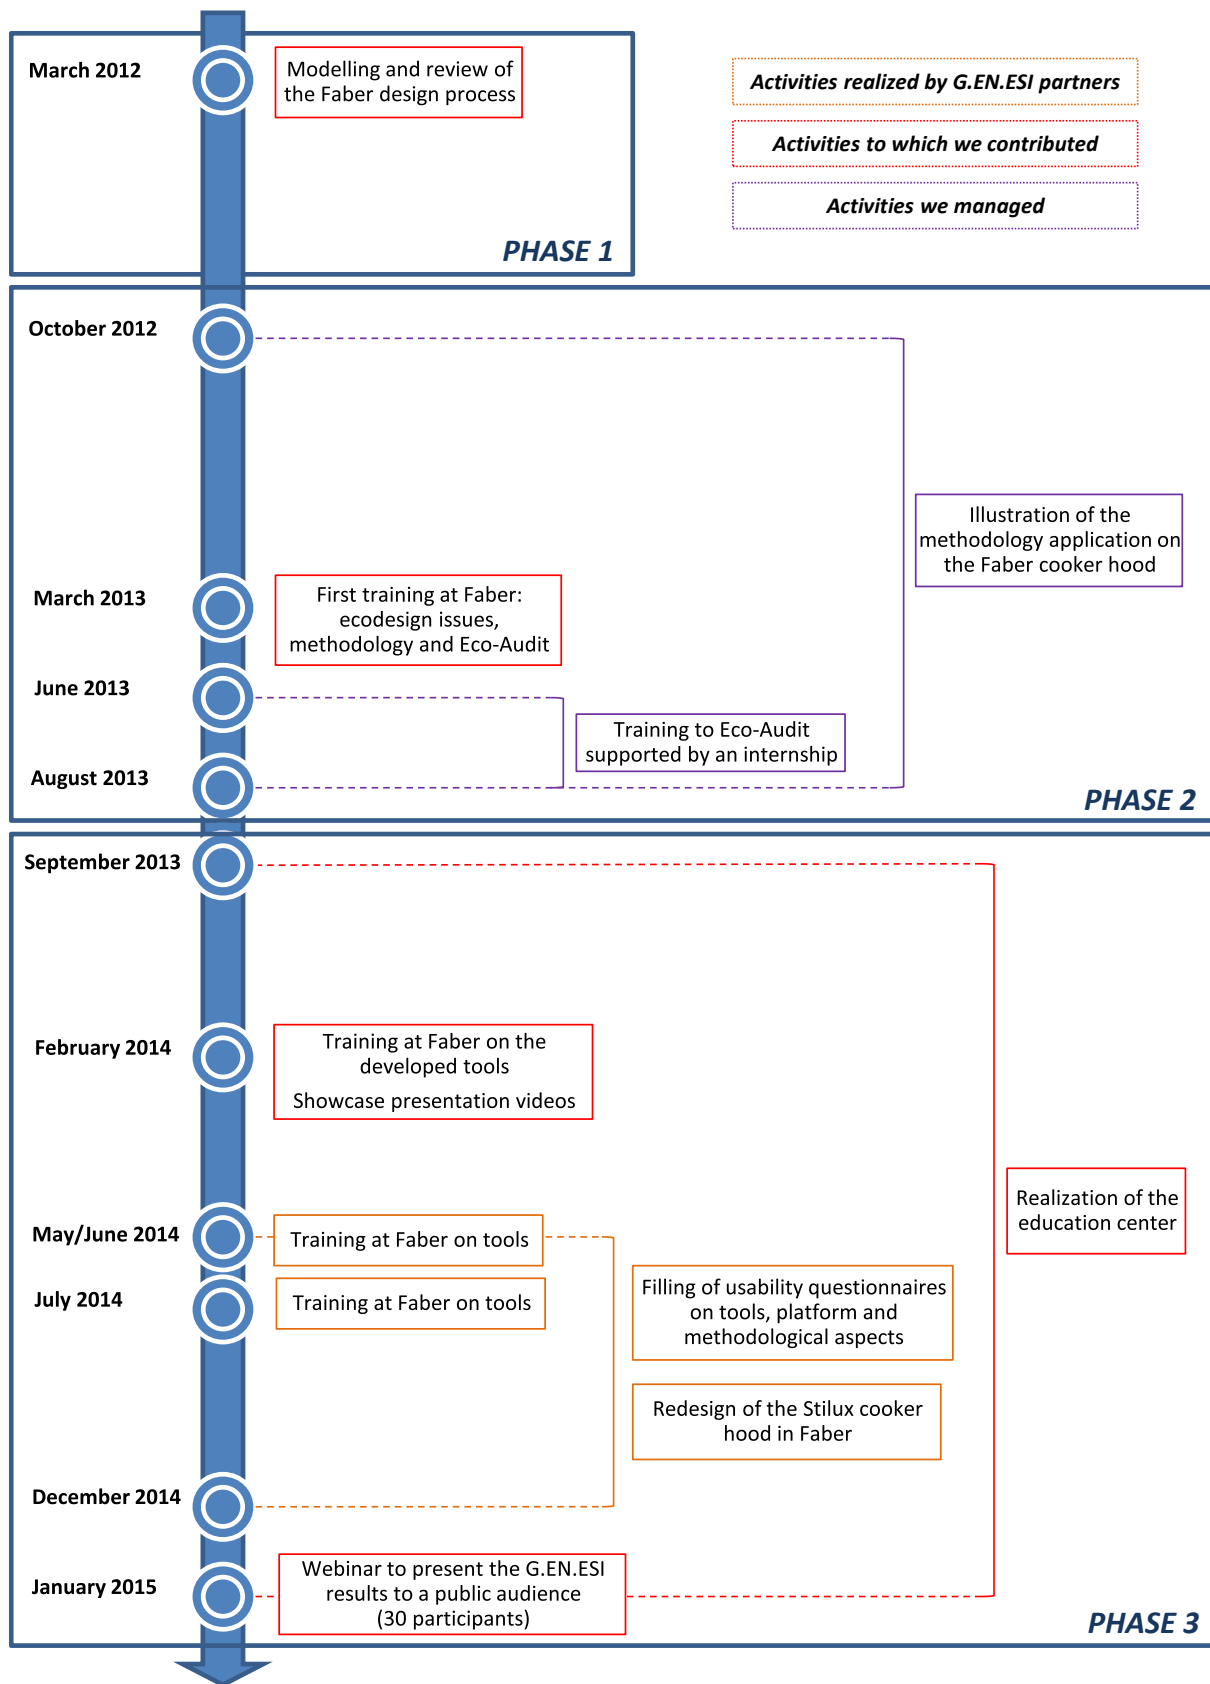 March 2012
Modelling and review of
the Faber design process
Activities realized by G.EN.ESI partners
Activities to which we contributed
Activities we managed
PHASE 1
October 2012
Illustration of the
methodology application on
the Faber cooker hood
March 2013
First training at Faber:
ecodesign issues,
methodology and Eco-Audit
June 2013
Training to Eco-Audit
supported by an internship
August 2013
PHASE 2
September 2013
February 2014
Training at Faber on the
developed tools
Showcase presentation videos
Realization of the
education center
May/June 2014
Training at Faber on tools
July 2014
Training at Faber on tools
Filling of usability questionnaires
on tools, platform and
methodological aspects
Redesign of the Stilux cooker
hood in Faber
December 2014
January 2015
Webinar to present the G.EN.ESI
results to a public audience
(30 participants)
PHASE 3